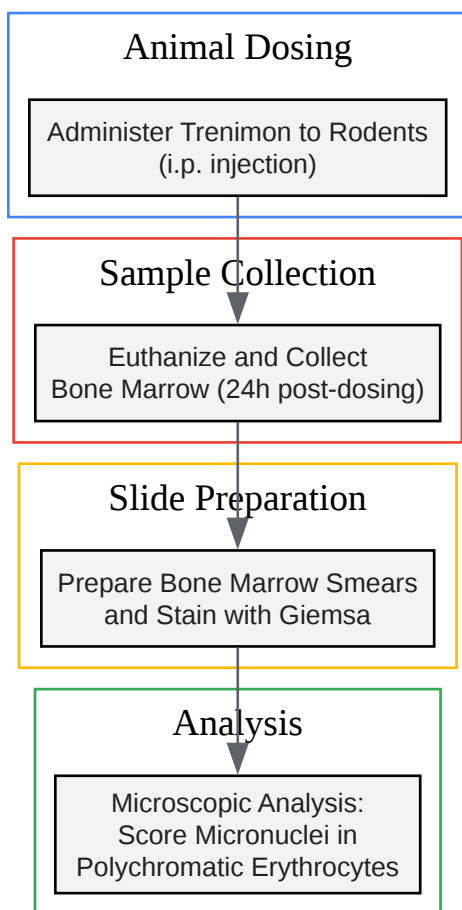 Animal Dosing
Administer Trenimon to Rodents
(i.p. injection)
Sample Collection
Euthanize and Collect
Bone Marrow (24h post-dosing)
Slide Preparation
Prepare Bone Marrow Smears
and Stain with Giemsa
Analysis
Microscopic Analysis:
Score Micronuclei in
Polychromatic Erythrocytes